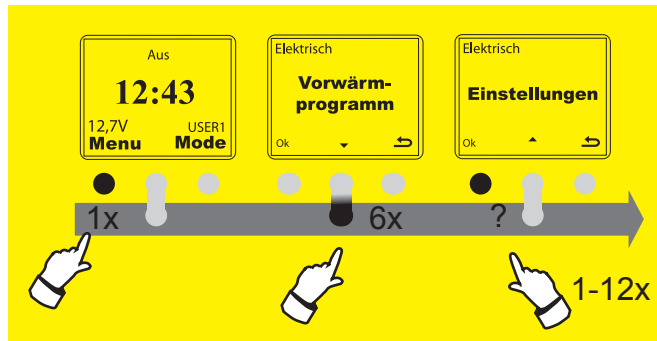 Aus
12:43
12,7V USER1
Menu Mode
Elektrisch
Vorwärm-
programm
Ok
Elektrisch
Einstellungen
Ok
1x
6x
?
1-12x